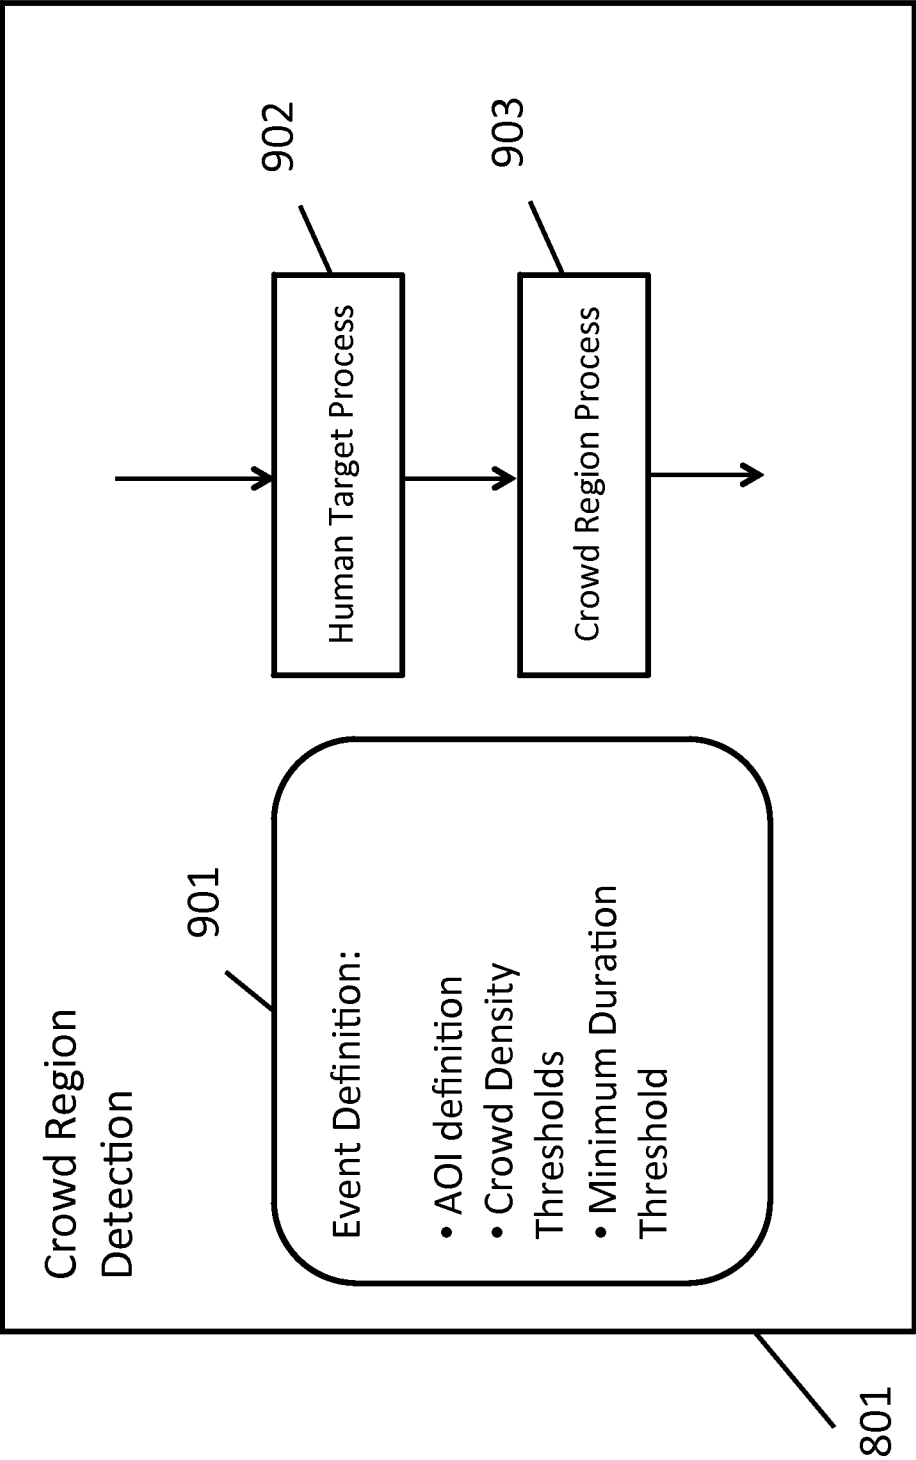 Crowd Region
Detection
901
Event Definition:
• AOI definition
• Crowd Density
Thresholds
• Minimum Duration
Threshold
902
Human Target Process
903
Crowd Region Process
801